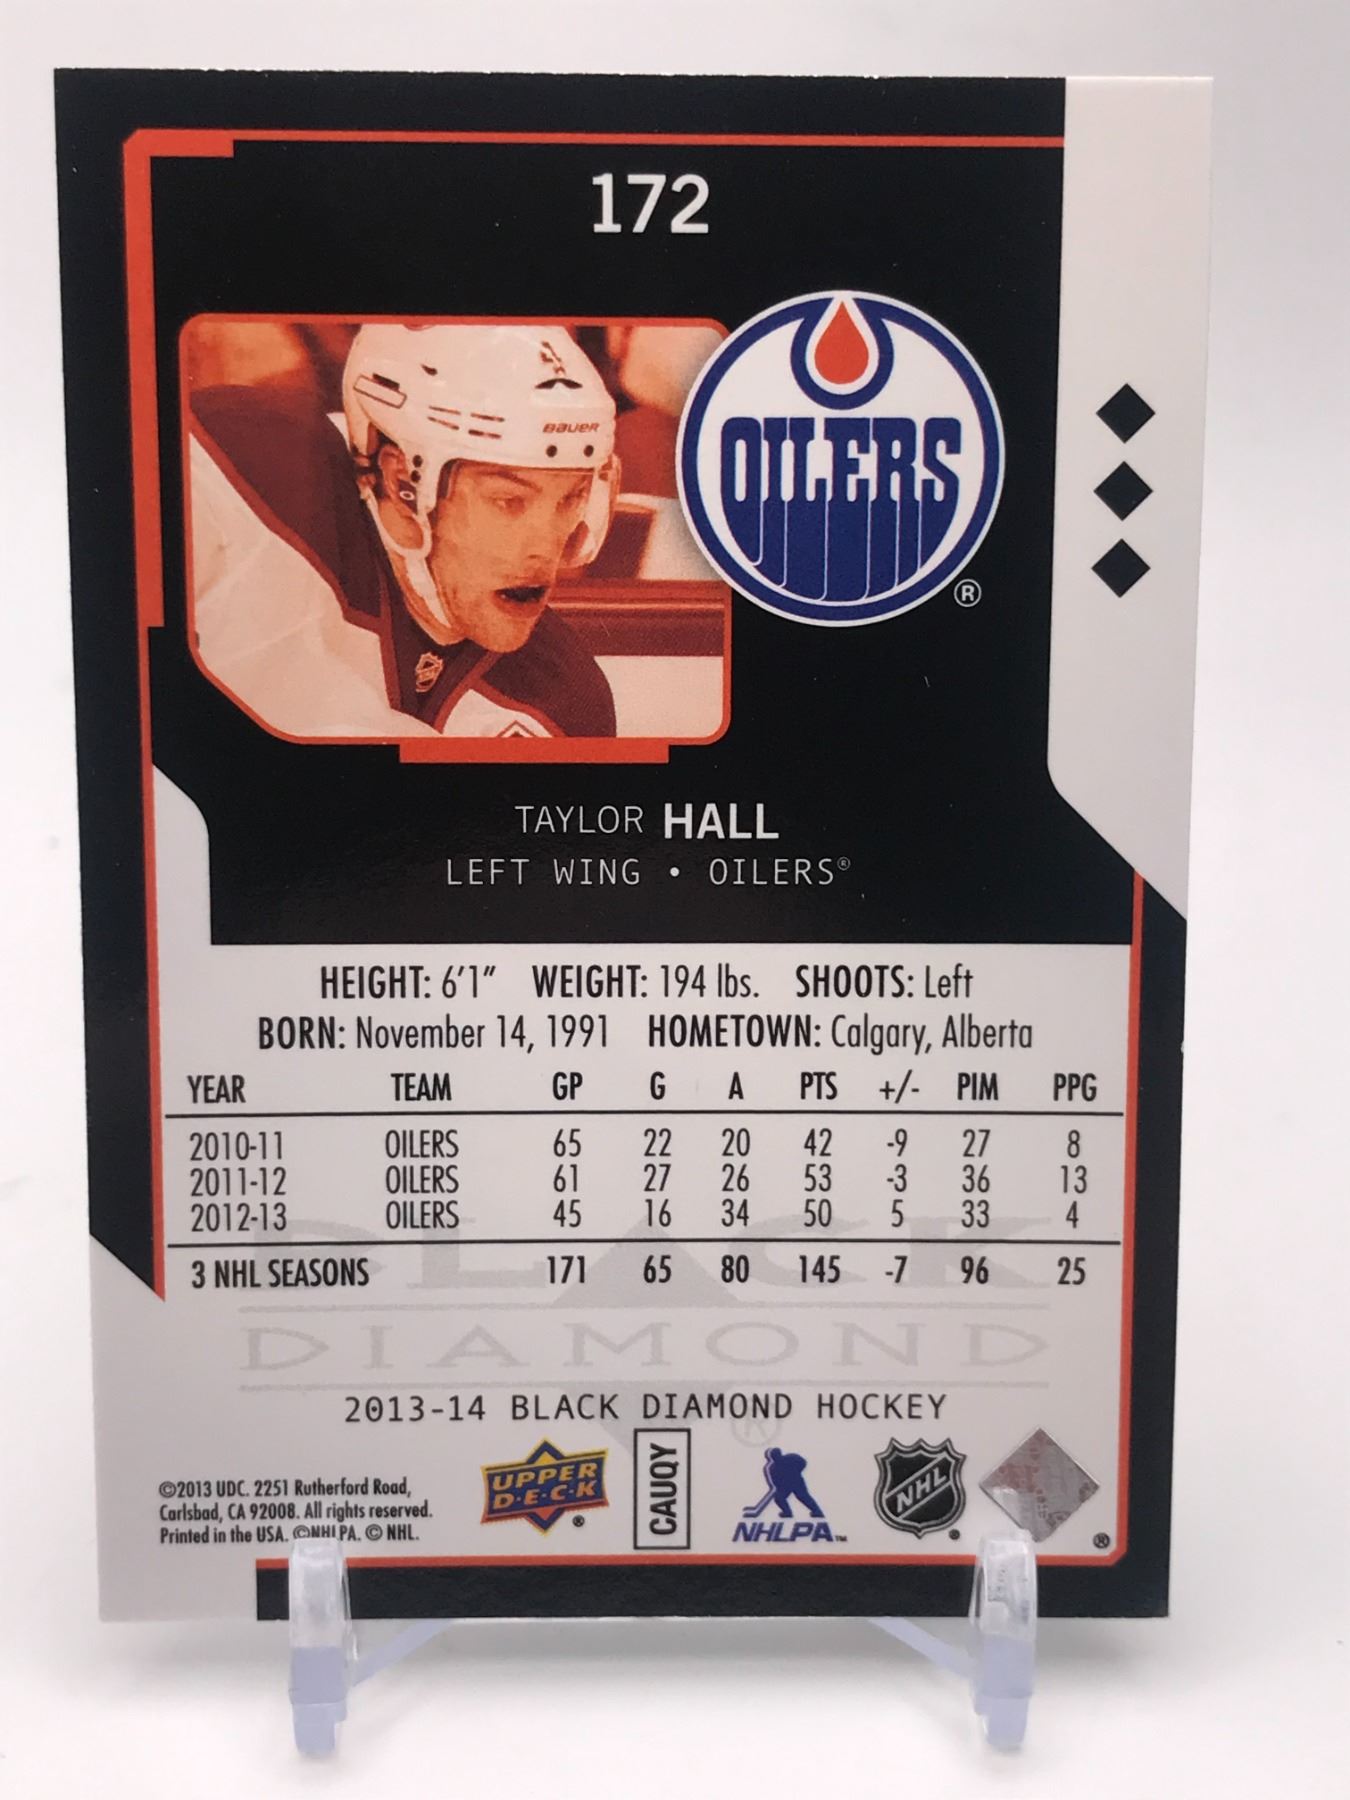 172
BAUER
OILERS
®
TAYLOR HALL
LEFT WING • OILERS®
HEIGHT: 6'1" WEIGHT: 194 lbs. SHOOTS: Left
BORN: November 14, 1991 HOMETOWN: Calgary, Alberta
YEAR TEAM GP G A PTS +/- PIM PPG
2010-11 OILERS 65 22 20 42 -9 27 8
2011-12 OILERS 61 27 26 53 -3 36 13
2012-13 OILERS 45 16 34 50 5 33 4
3 NHL SEASONS 171 65 80 145 -7 96 25
BLACK
DIAMOND
®
2013-14 BLACK DIAMOND HOCKEY
©2013 UDC. 2251 Rutherford Road,
Carlsbad, CA 92008. All rights reserved.
Printed in the USA. ©NHLPA. © NHL.
UPPER
D·E·C·K
®
CAUQY
NHLPA™
NHL
®
®